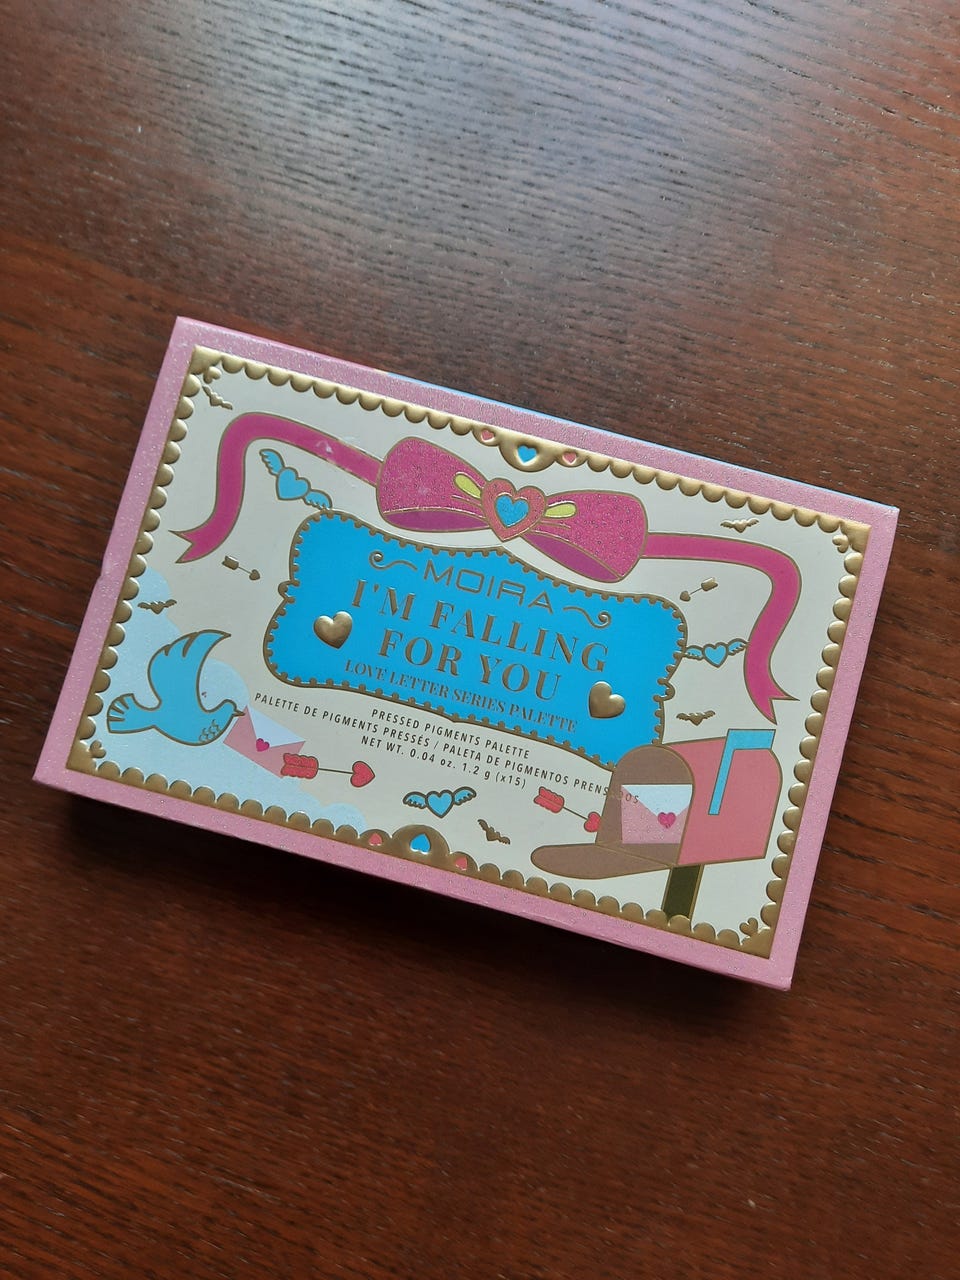 MOIRA
I'M FALLING
FOR YOU
LOVE LETTER SERIES PALETTE
PRESSED PIGMENTS PALETTE
PALETTE DE PIGMENTS PRESSÉS / PALETA DE PIGMENTOS PRENSADOS
NET WT. 0.04 oz. 1.2 g (x15)